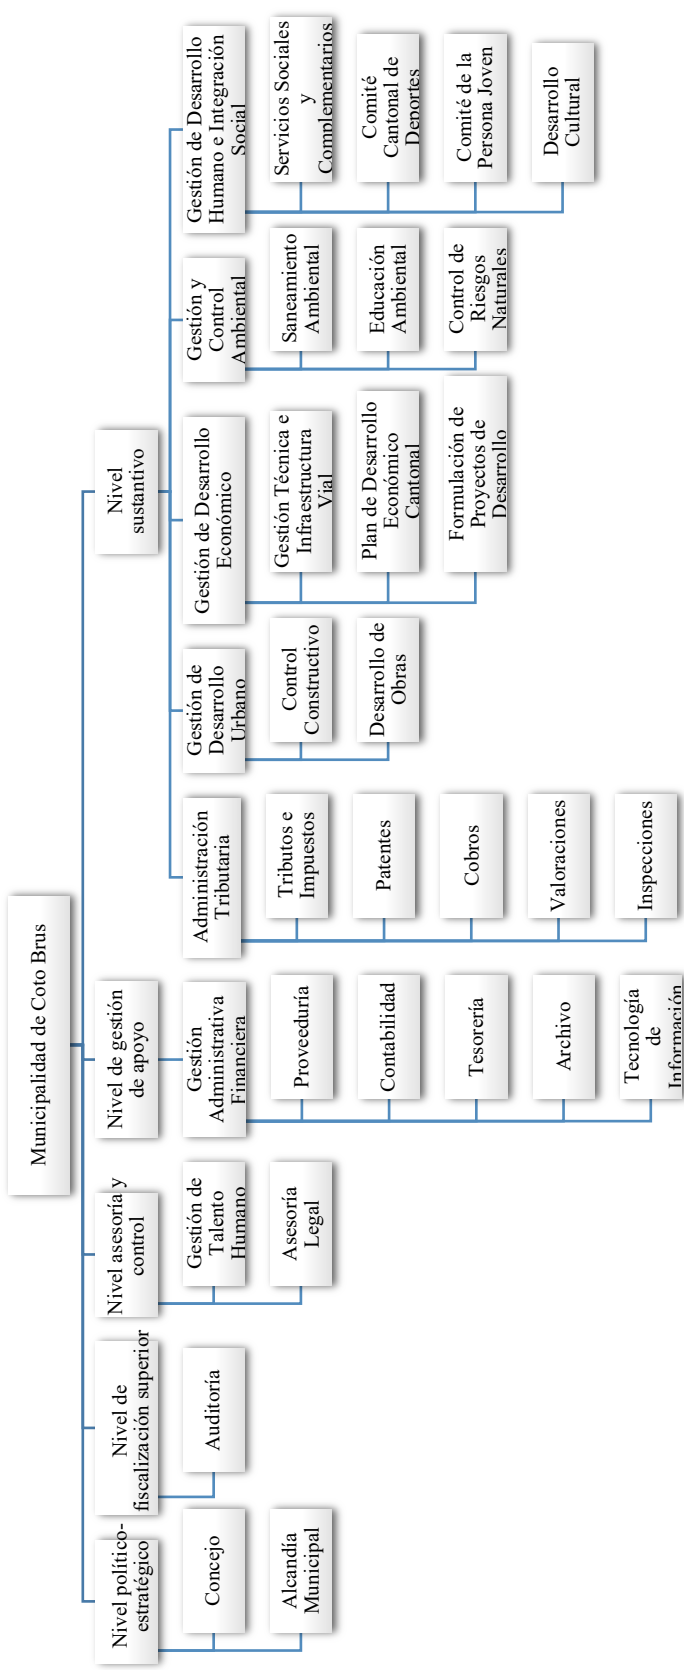 Municipalidad de Coto Brus
Nivel político-
estratégico
Concejo
Alcandía
Municipal
Nivel de
fiscalización superior
Auditoría
Nivel asesoría y
control
Gestión de
Talento
Humano
Asesoría
Legal
Nivel de gestión
de apoyo
Gestión
Administrativa
Financiera
Proveeduría
Contabilidad
Tesorería
Archivo
Tecnología
de
Información
Nivel
sustantivo
Administración
Tributaria
Tributos e
Impuestos
Patentes
Cobros
Valoraciones
Inspecciones
Gestión de
Desarrollo
Urbano
Control
Constructivo
Desarrollo de
Obras
Gestión de Desarrollo
Económico
Gestión Técnica e
Infraestructura
Vial
Plan de Desarrollo
Económico
Cantonal
Formulación de
Proyectos de
Desarrollo
Gestión y
Control
Ambiental
Saneamiento
Ambiental
Educación
Ambiental
Control de
Riesgos
Naturales
Gestión de Desarrollo
Humano e Integración
Social
Servicios Sociales
y
Complementarios
Comité
Cantonal de
Deportes
Comité de la
Persona Joven
Desarrollo
Cultural